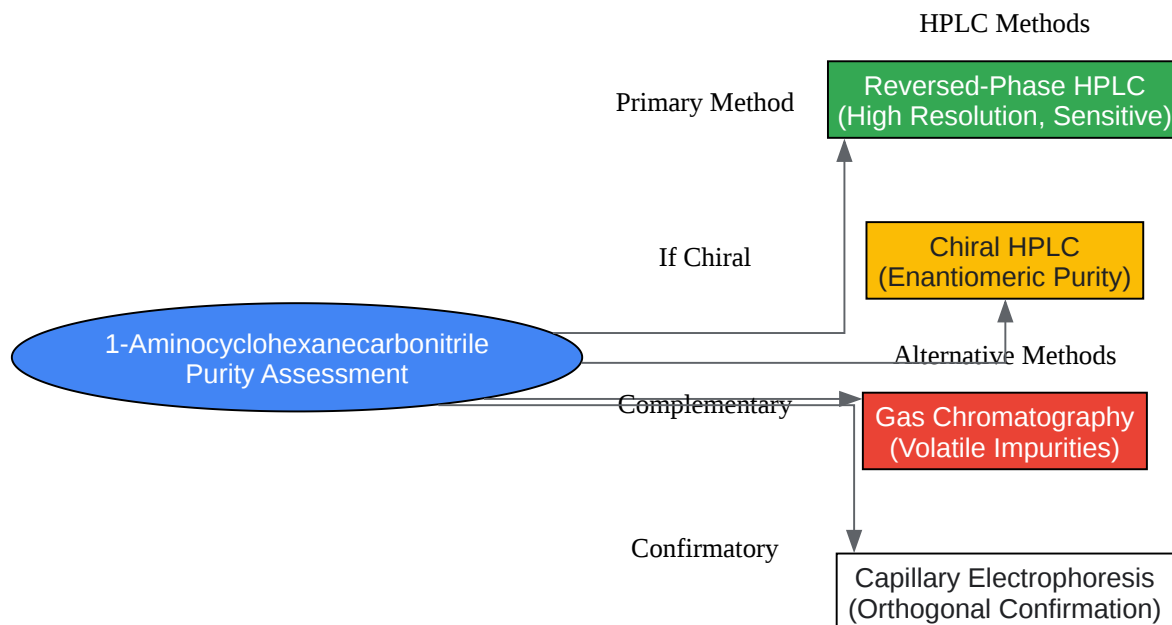 HPLC Methods
Reversed-Phase HPLC
(High Resolution, Sensitive)
Primary Method
Chiral HPLC
(Enantiomeric Purity)
If Chiral
1-Aminocyclohexanecarbonitrile
Purity Assessment
Alternative Methods
Complementary
Gas Chromatography
(Volatile Impurities)
Confirmatory
Capillary Electrophoresis
(Orthogonal Confirmation)